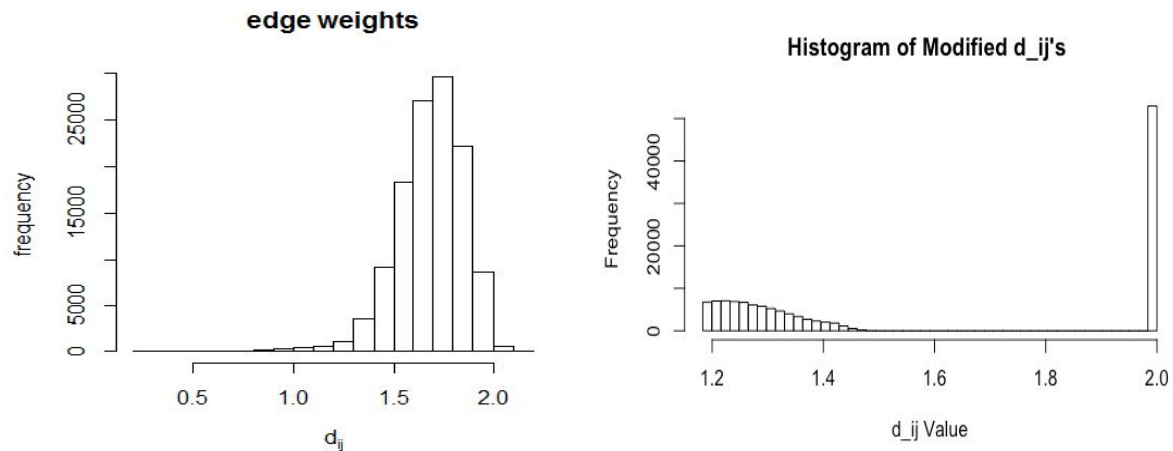 edge weights
frequency
0
5000
15000
25000
0.5
1.0
1.5
2.0
dij
Histogram of Modified d_ij's
Frequency
0
20000
40000
1.2
1.4
1.6
1.8
2.0
d_ij Value